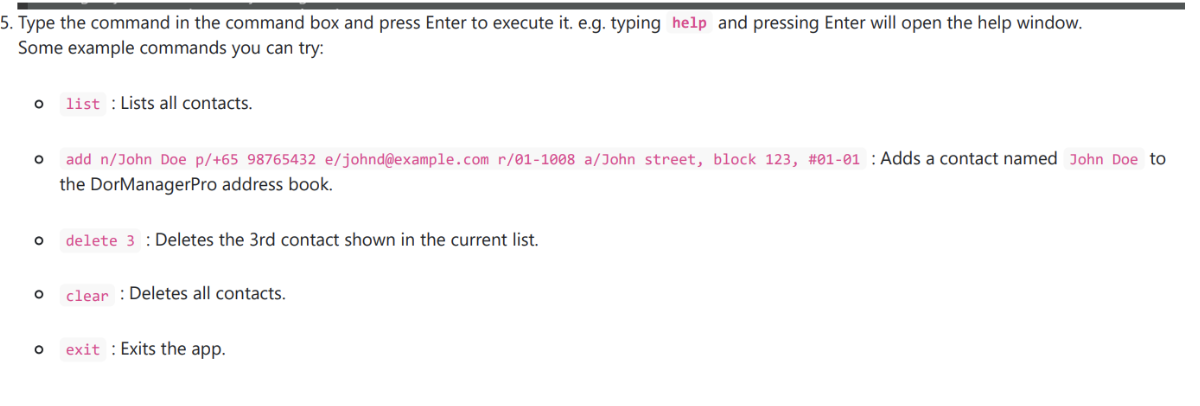 5. Type the command in the command box and press Enter to execute it. e.g. typing help and pressing Enter will open the help window.
Some example commands you can try:
list : Lists all contacts.
add n/John Doe p/+65 98765432 e/johnd@example.com r/01-1008 a/John street, block 123, #01-01 : Adds a contact named John Doe to
the DorManagerPro address book.
delete 3 : Deletes the 3rd contact shown in the current list.
clear : Deletes all contacts.
exit : Exits the app.